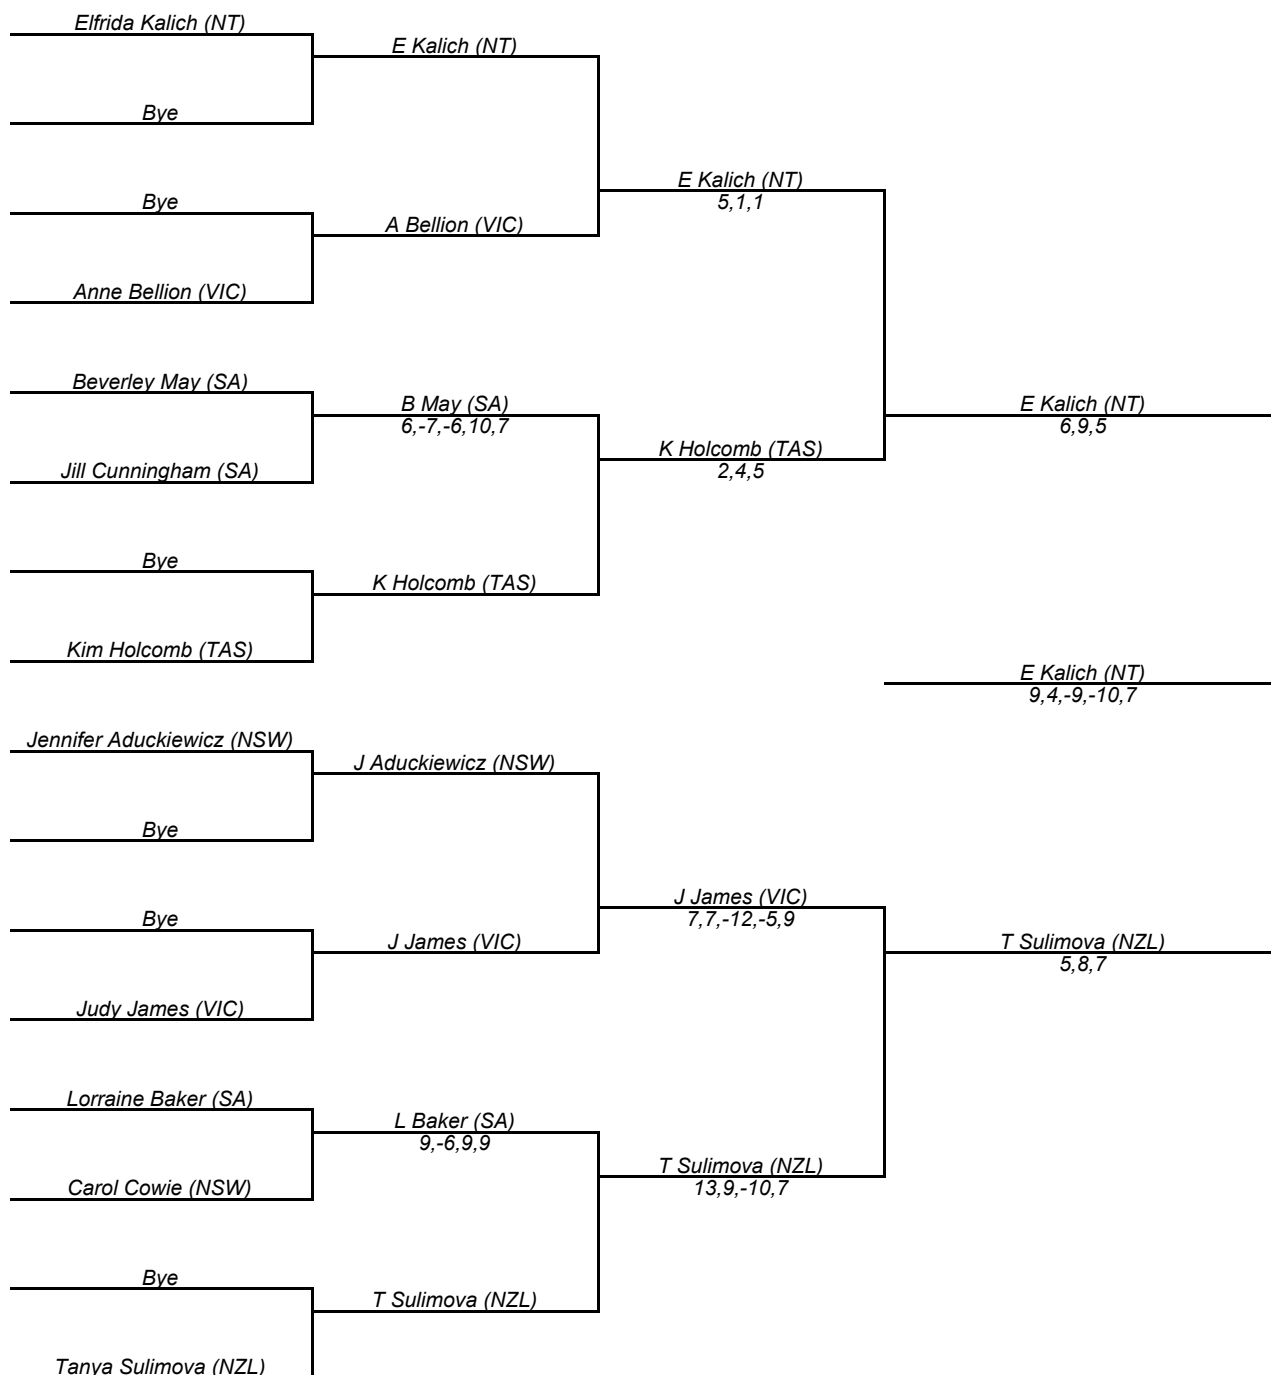 Elfrida Kalich (NT)
E Kalich (NT)
Bye
E Kalich (NT)
5,1,1
Bye
A Bellion (VIC)
Anne Bellion (VIC)
Beverley May (SA)
B May (SA)
6,-7,-6,10,7
E Kalich (NT)
6,9,5
K Holcomb (TAS)
2,4,5
Jill Cunningham (SA)
Bye
K Holcomb (TAS)
Kim Holcomb (TAS)
E Kalich (NT)
9,4,-9,-10,7
Jennifer Aduckiewicz (NSW)
J Aduckiewicz (NSW)
Bye
J James (VIC)
7,7,-12,-5,9
Bye
J James (VIC)
T Sulimova (NZL)
5,8,7
Judy James (VIC)
Lorraine Baker (SA)
L Baker (SA)
9,-6,9,9
T Sulimova (NZL)
13,9,-10,7
Carol Cowie (NSW)
Bye
T Sulimova (NZL)
Tanya Sulimova (NZL)